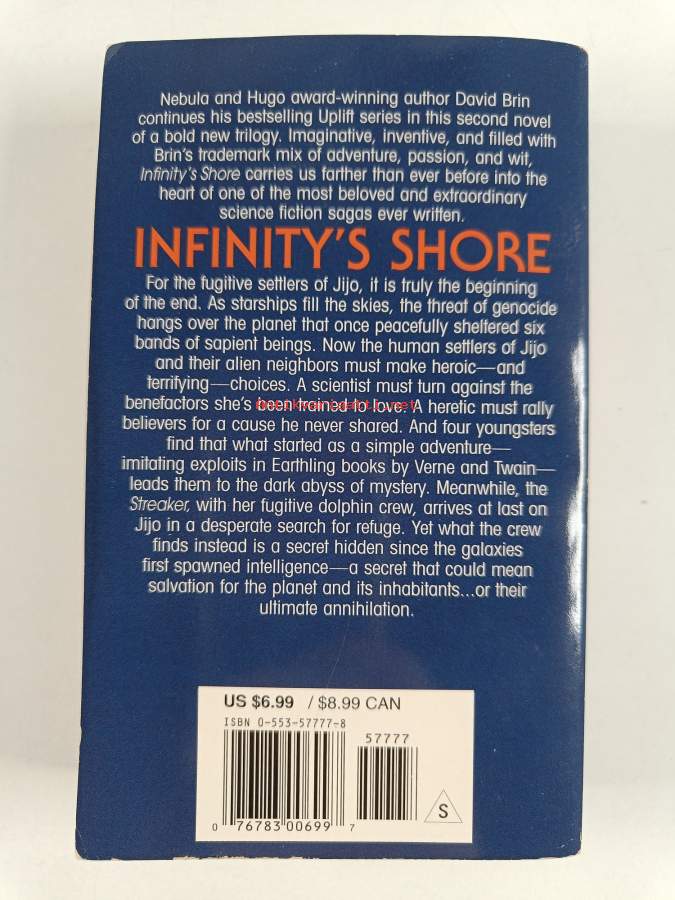 Nebula and Hugo award-winning author David Brin
continues his bestselling Uplift series in this second novel
of a bold new trilogy. Imaginative, inventive, and filled with
Brin's trademark mix of adventure, passion, and wit,
Infinity's Shore carries us farther than ever before into the
heart of one of the most beloved and extraordinary
science fiction sagas ever written.
INFINITY'S SHORE
For the fugitive settlers of Jijo, it is truly the beginning
of the end. As starships fill the skies, the threat of genocide
hangs over the planet that once peacefully sheltered six
bands of sapient beings. Now the human settlers of Jijo
and their alien neighbors must make heroic—and
terrifying—choices. A scientist must turn against the
benefactors she's been trained to love. A heretic must rally
believers for a cause he never shared. And four youngsters
find that what started as a simple adventure—
imitating exploits in Earthling books by Verne and Twain—
leads them to the dark abyss of mystery. Meanwhile, the
Streaker, with her fugitive dolphin crew, arrives at last on
Jijo in a desperate search for refuge. Yet what the crew
finds instead is a secret hidden since the galaxies
first spawned intelligence—a secret that could mean
salvation for the planet and its inhabitants...or their
ultimate annihilation.
US $6.99 / $8.99 CAN
ISBN 0-553-57777-8
57777
S
0 76783 00699 7